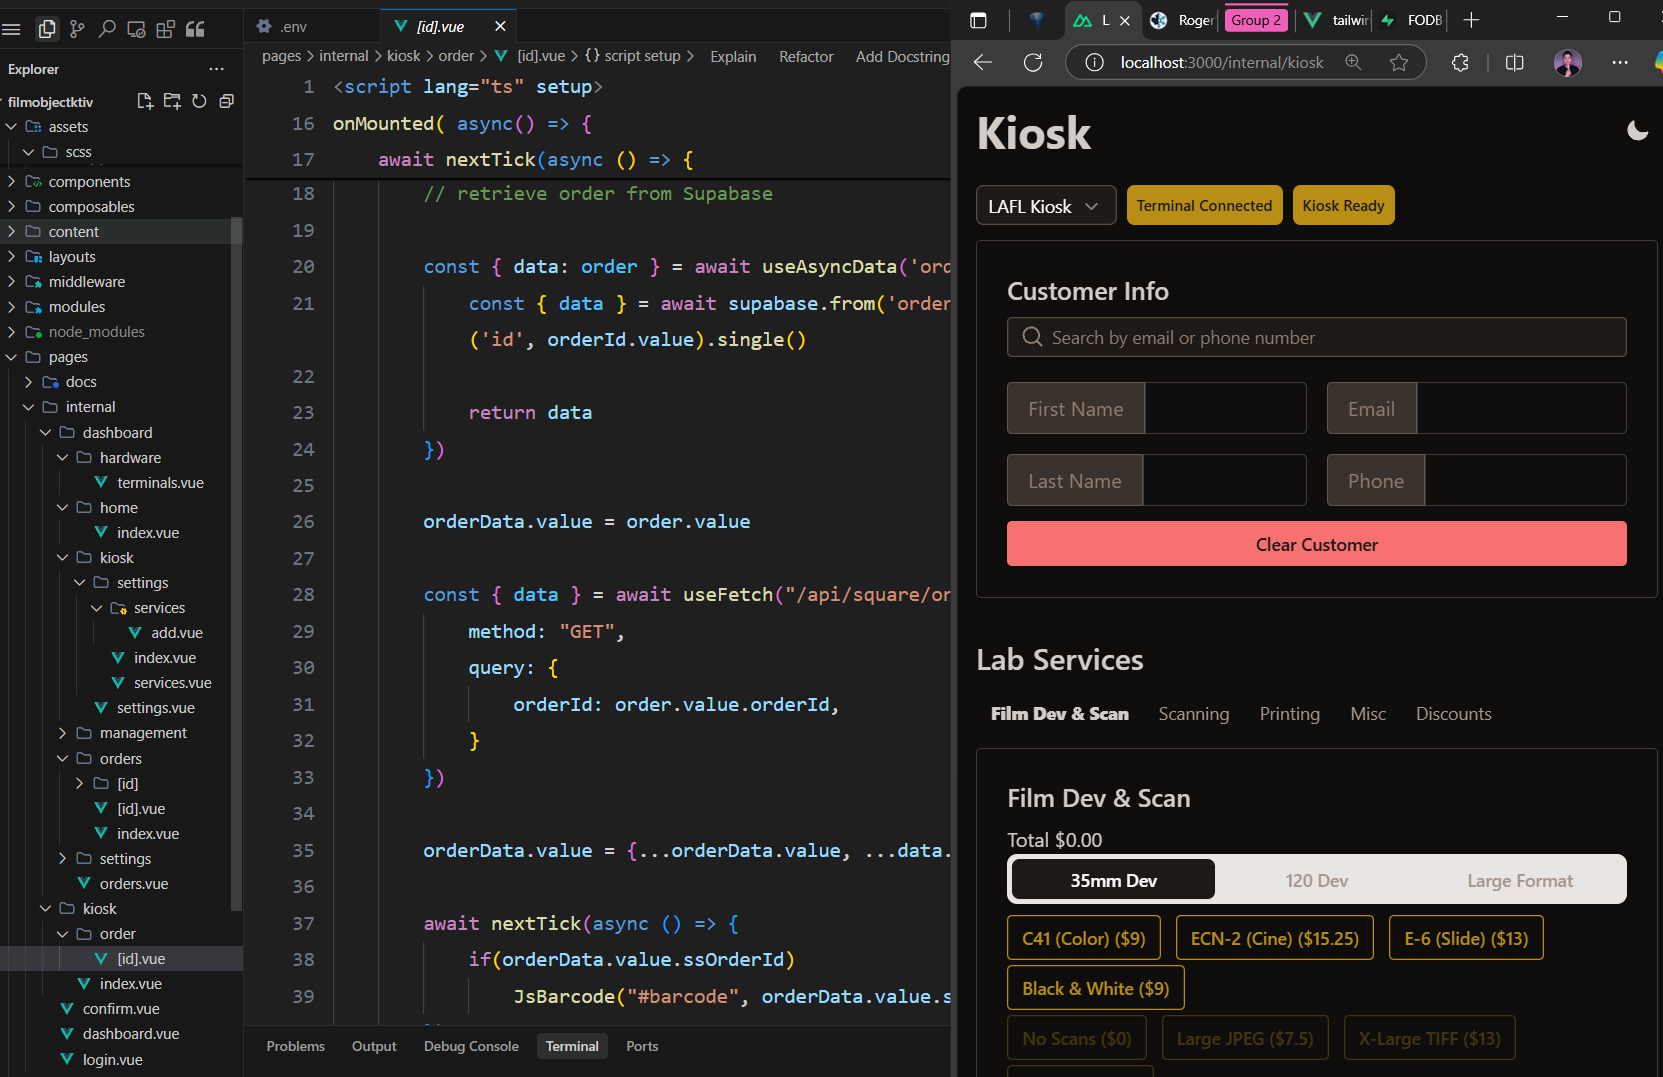 Explorer
filmobjectktiv
assets
scss
components
composables
content
layouts
middleware
modules
node_modules
pages
docs
internal
dashboard
hardware
terminals.vue
home
index.vue
kiosk
settings
services
add.vue
index.vue
services.vue
settings.vue
management
orders
[id]
[id].vue
index.vue
settings
orders.vue
kiosk
order
[id].vue
index.vue
confirm.vue
dashboard.vue
login.vue
.env
[id].vue
pages > internal > kiosk > order > [id].vue > {} script setup >
Explain Refactor Add Docstring
1 <script lang="ts" setup>
16 onMounted( async() => {
17 await nextTick(async () => {
18 // retrieve order from Supabase
19
20 const { data: order } = await useAsyncData('ord
21 const { data } = await supabase.from('order
('id', orderId.value).single()
22
23 return data
24 })
25
26 orderData.value = order.value
27
28 const { data } = await useFetch("/api/square/or
29 method: "GET",
30 query: {
31 orderId: order.value.orderId,
32 }
33 })
34
35 orderData.value = {...orderData.value, ...data.
36
37 await nextTick(async () => {
38 if(orderData.value.ssOrderId)
39 JsBarcode("#barcode", orderData.value.s
Problems Output Debug Console Terminal Ports
L
Roger
Group 2
tailwin
FODB
localhost:3000/internal/kiosk
Kiosk
LAFL Kiosk
Terminal Connected
Kiosk Ready
Customer Info
Search by email or phone number
First Name
Email
Last Name
Phone
Clear Customer
Lab Services
Film Dev & Scan Scanning Printing Misc Discounts
Film Dev & Scan
Total $0.00
35mm Dev 120 Dev Large Format
C41 (Color) ($9) ECN-2 (Cine) ($15.25) E-6 (Slide) ($13)
Black & White ($9)
No Scans ($0) Large JPEG ($7.5) X-Large TIFF ($13)